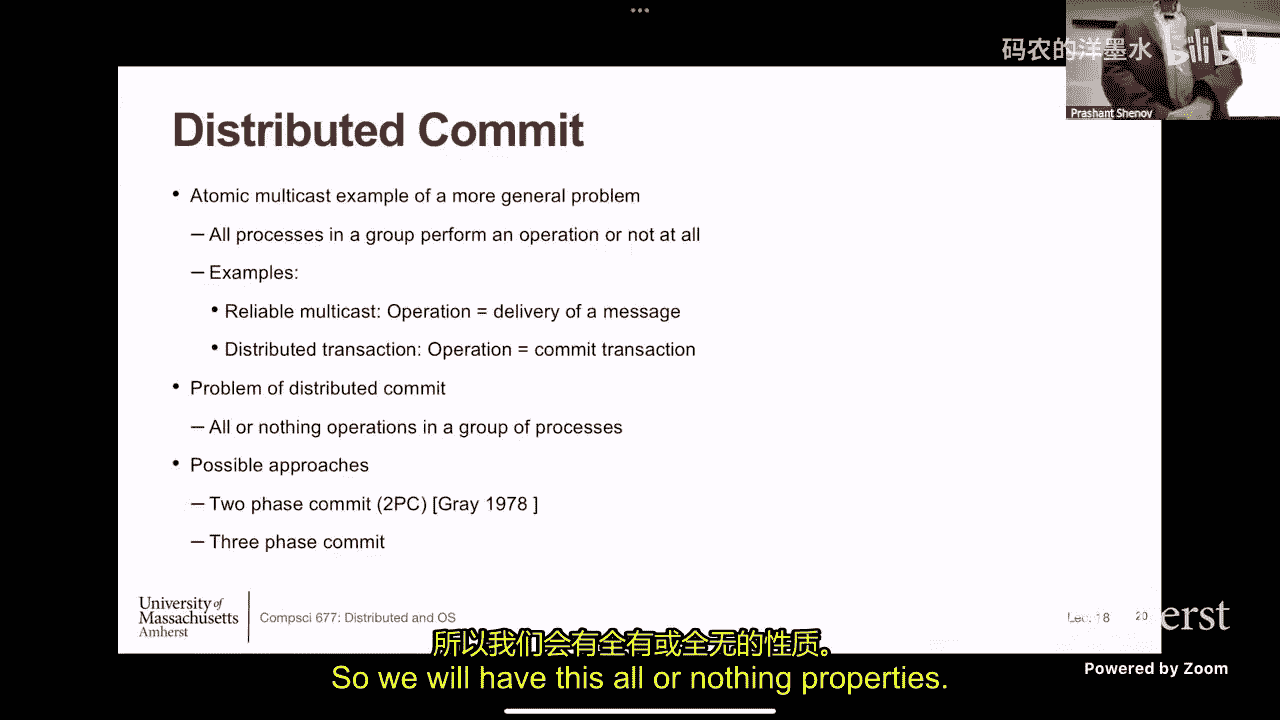 码农的洋墨水 bilibili
Prashant Shenoy
Distributed Commit
• Atomic multicast example of a more general problem
– All processes in a group perform an operation or not at all
– Examples:
• Reliable multicast: Operation = delivery of a message
• Distributed transaction: Operation = commit transaction
• Problem of distributed commit
– All or nothing operations in a group of processes
• Possible approaches
– Two phase commit (2PC) [Gray 1978 ]
– Three phase commit
University of
Massachusetts
Amherst
Compsci 677: Distributed and OS
20
erst
所以我们会有全有或全无的性质。
So we will have this all or nothing properties.
Powered by Zoom